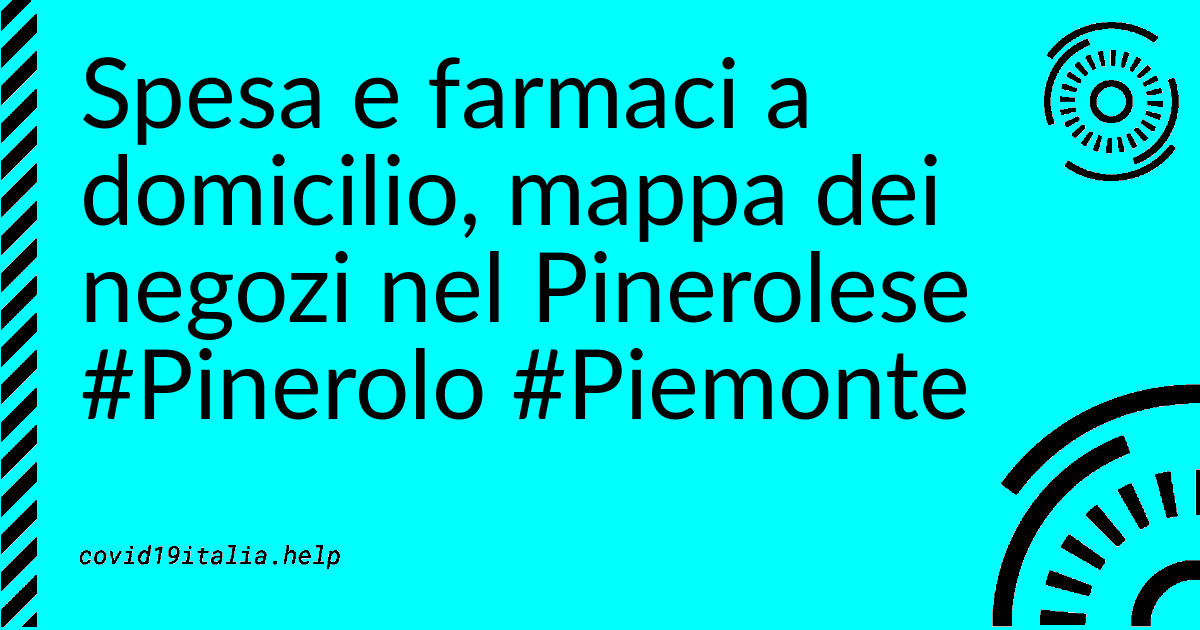 Spesa e farmaci a
domicilio, mappa dei
negozi nel Pinerolese
#Pinerolo #Piemonte
covid19italia.help